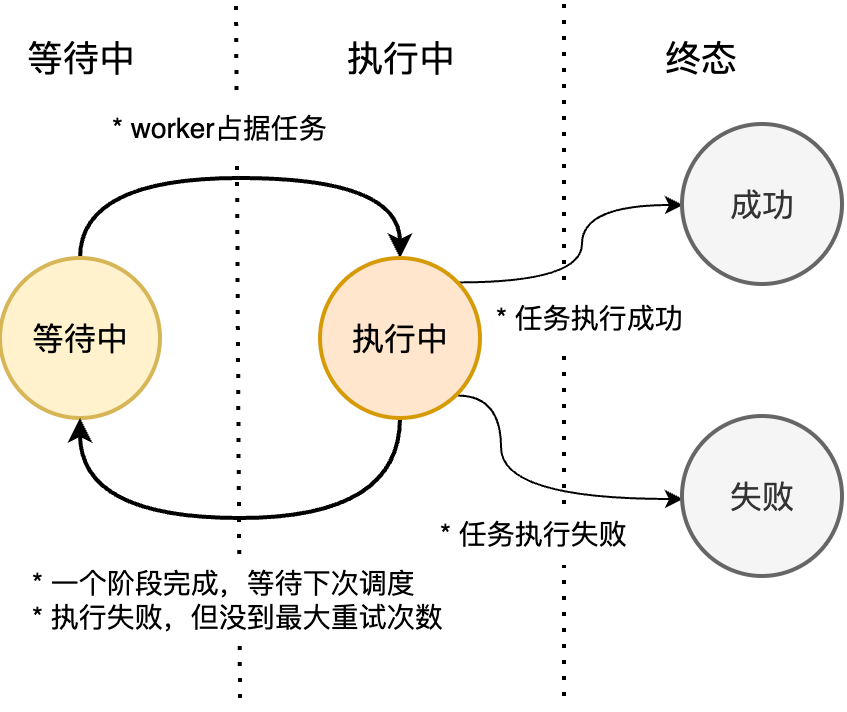 等待中
执行中
终态
* worker占据任务
成功
等待中
执行中
* 任务执行成功
失败
* 任务执行失败
* 一个阶段完成，等待下次调度
* 执行失败，但没到最大重试次数